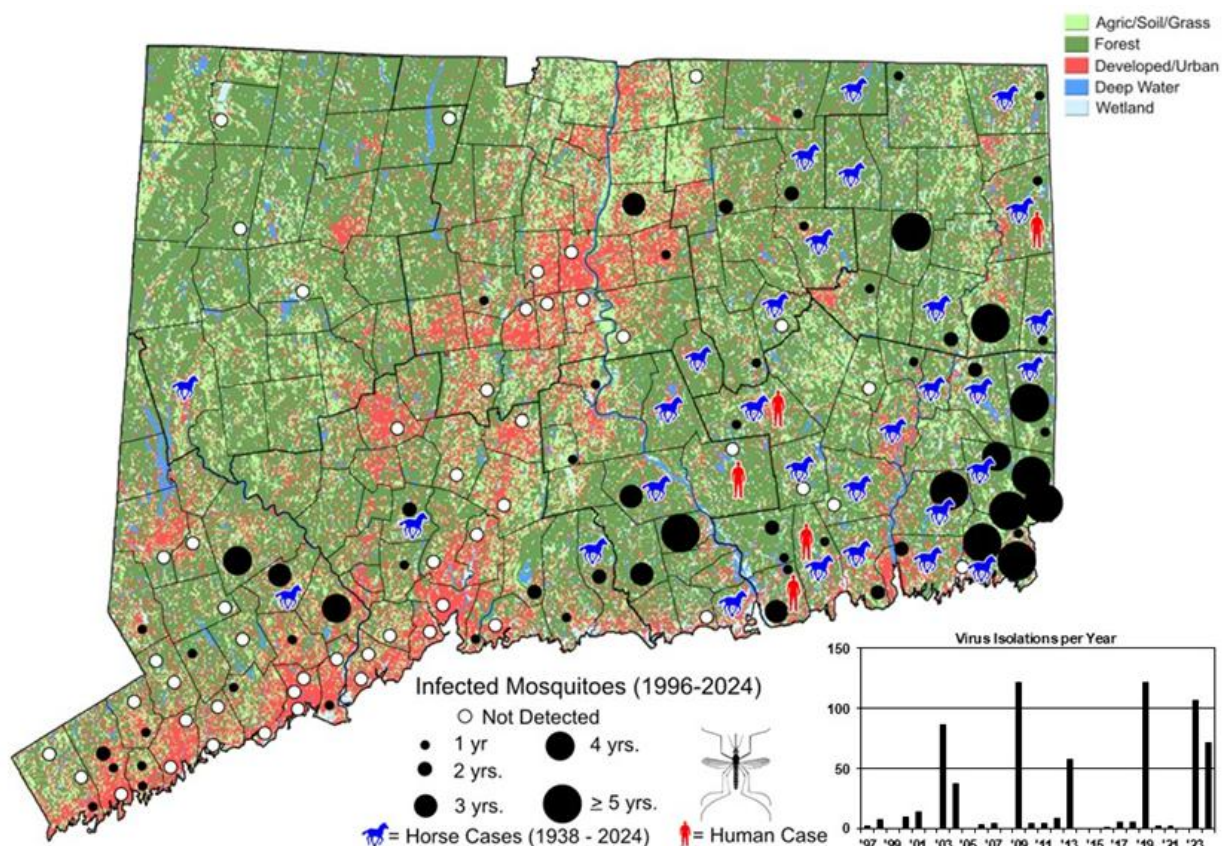 Agric/Soil/Grass
Forest
Developed/Urban
Deep Water
Wetland
Infected Mosquitoes (1996-2024)
Not Detected
1 yr
4 yrs.
2 yrs.
3 yrs.
≥ 5 yrs.
= Horse Cases (1938 - 2024)
= Human Case
Virus Isolations per Year
150
100
50
0
'97 '99 '01 '03 '05 '07 '09 '11 '13 '15 '17 '19 '21 '23